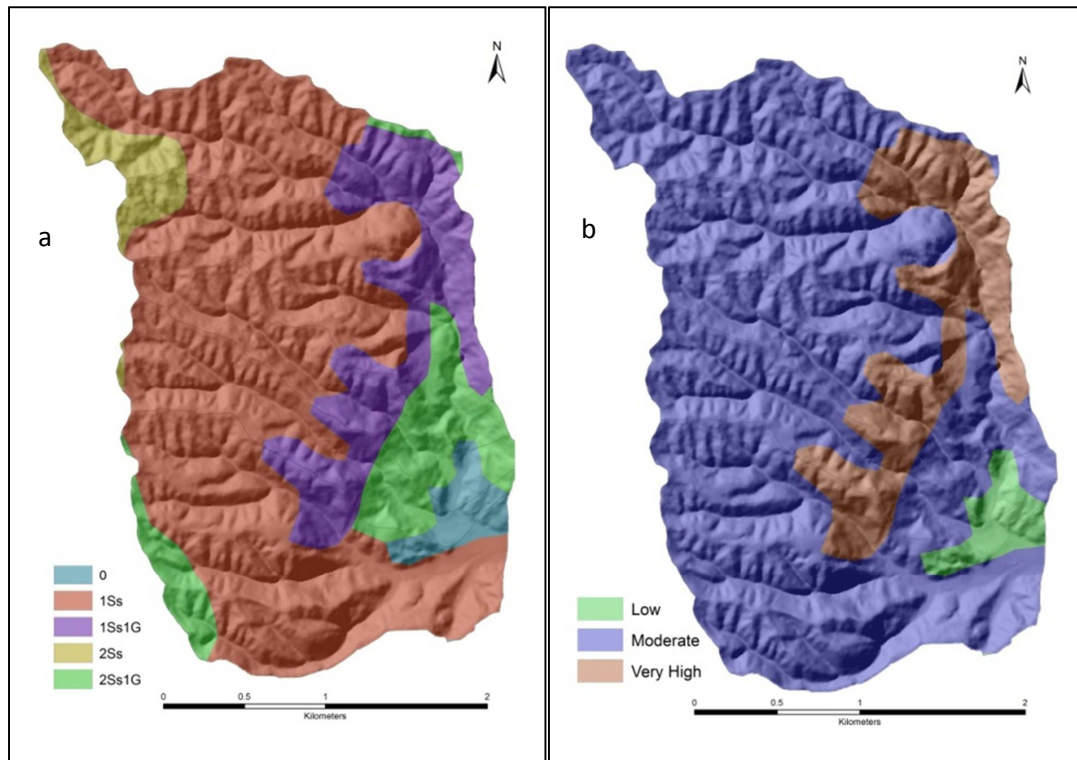 N
a
0
1Ss
1Ss1G
2Ss
2Ss1G
0 0.5 1 2
Kilometers
N
b
Low
Moderate
Very High
0 0.5 1 2
Kilometers